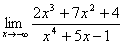 lim x→-∞ (2x³ + 7x² + 4)/(x⁴ + 5x - 1)